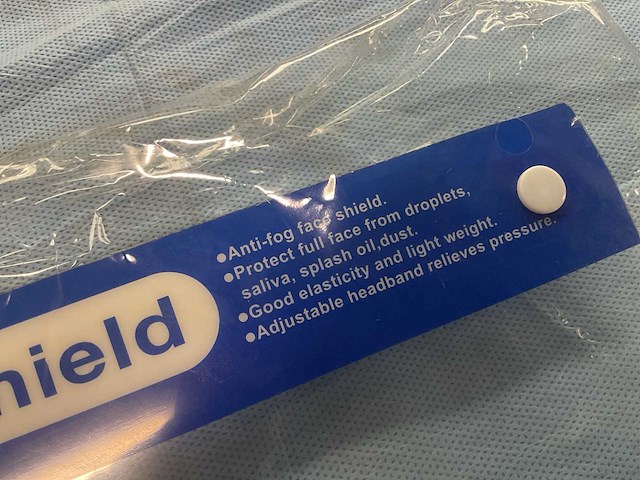 hield
●Anti-fog face shield.
●Protect full face from droplets,
saliva, splash oil,dust.
●Good elasticity and light weight.
●Adjustable headband relieves pressure.